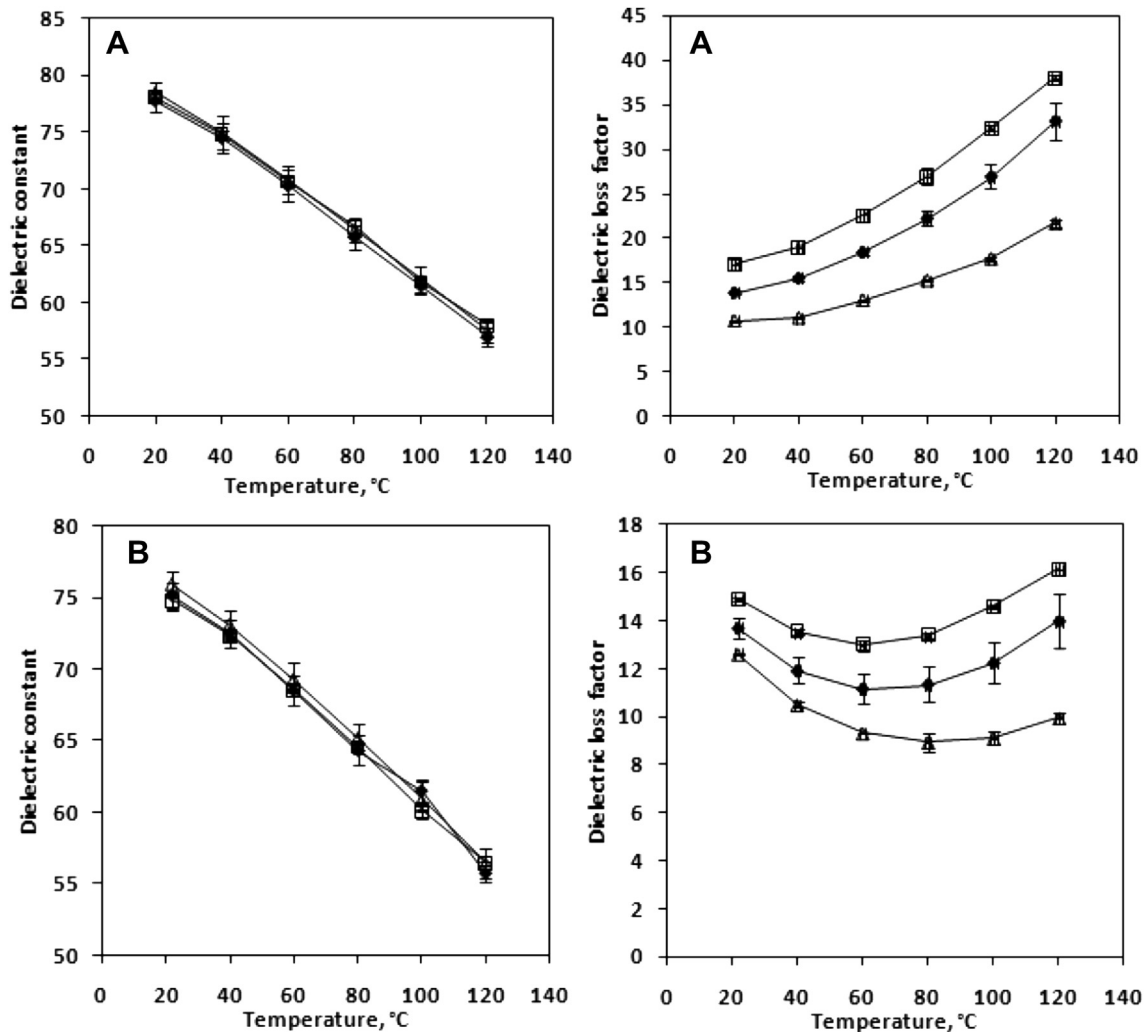 A
Dielectric constant
85
80
75
70
65
60
55
50
0 20 40 60 80 100 120 140
Temperature, °C
A
Dielectric loss factor
45
40
35
30
25
20
15
10
5
0
0 20 40 60 80 100 120 140
Temperature, °C
B
Dielectric constant
80
75
70
65
60
55
50
0 20 40 60 80 100 120 140
Temperature, °C
B
Dielectric loss factor
18
16
14
12
10
8
6
4
2
0
0 20 40 60 80 100 120 140
Temperature, °C